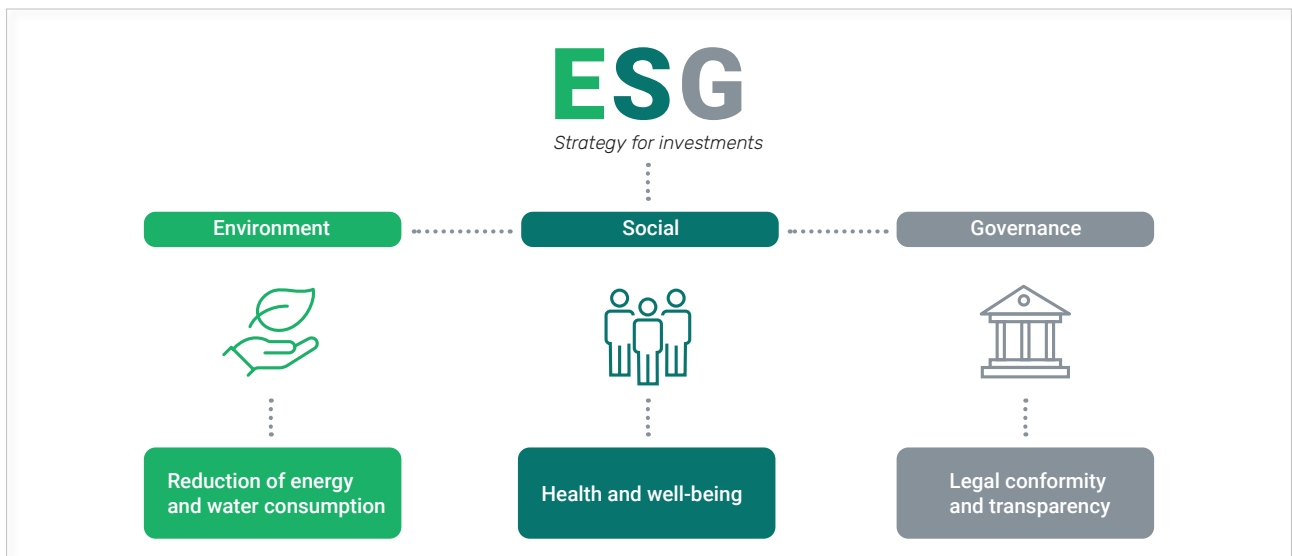 ESG
Strategy for investments
Environment
Social
Governance
Reduction of energy
and water consumption
Health and well-being
Legal conformity
and transparency